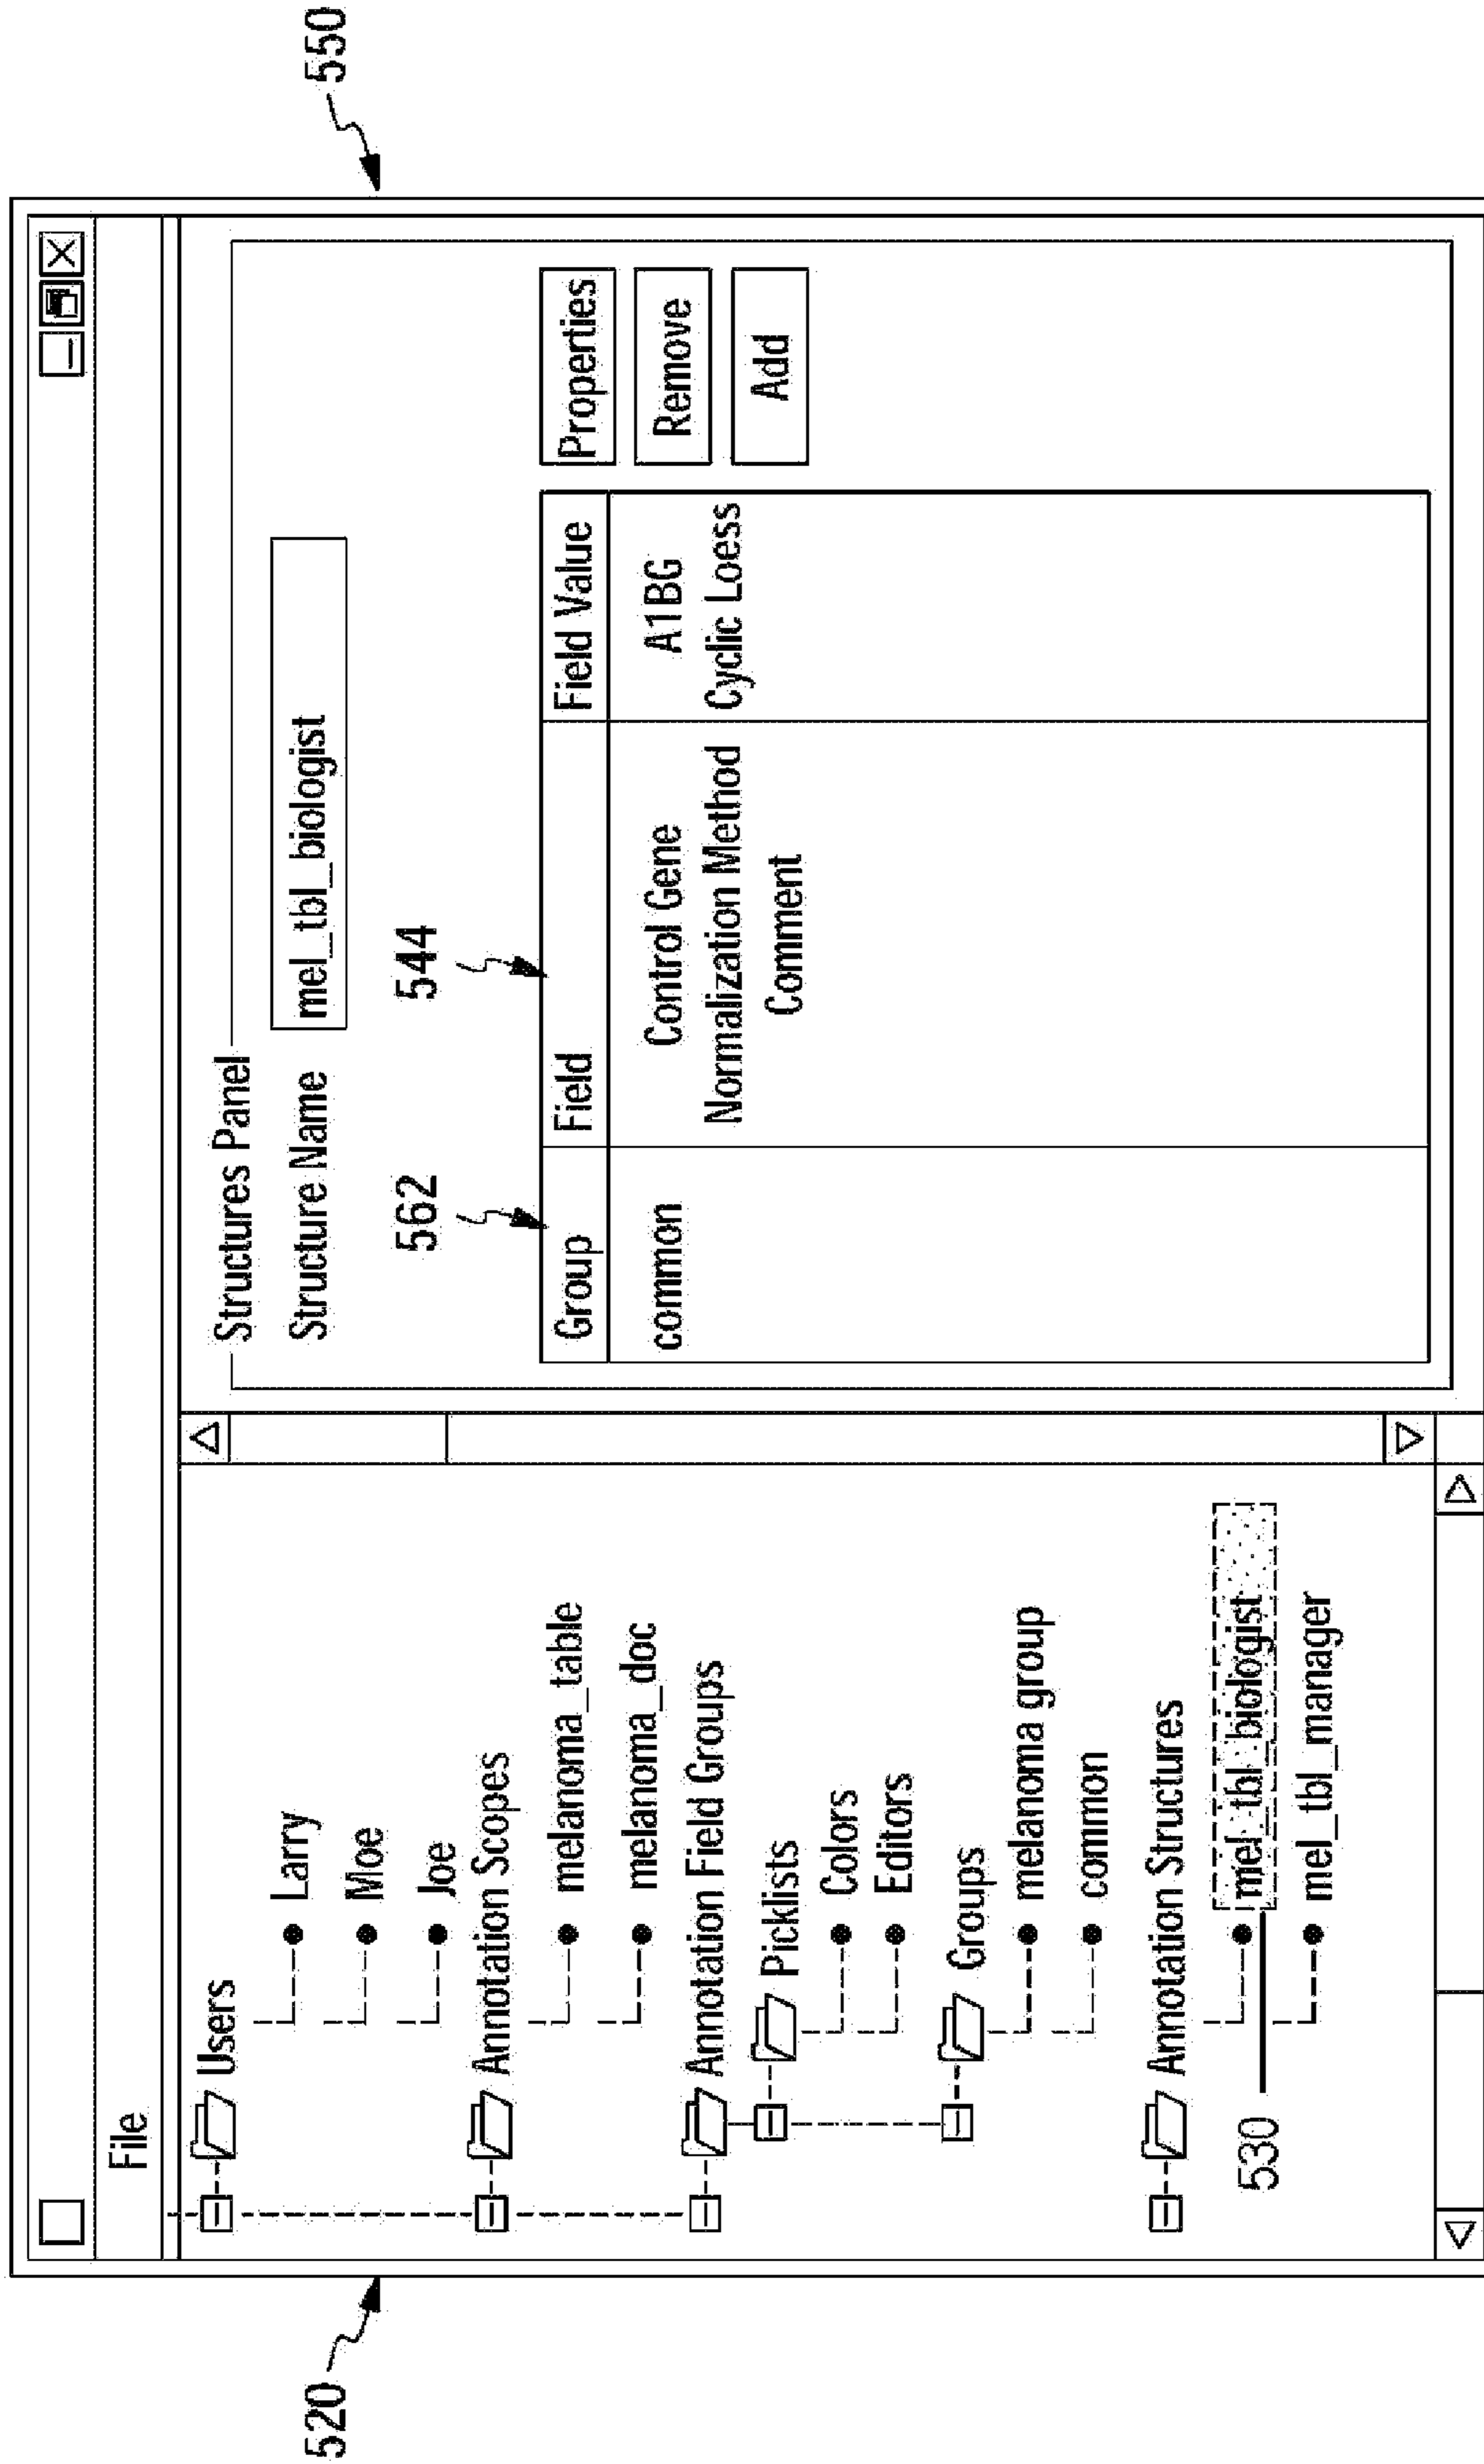 520
550
File
Users
Larry
Moe
Joe
Annotation Scopes
melanoma_table
melanoma_doc
Annotation Field Groups
Picklists
Colors
Editors
Groups
melanoma group
common
Annotation Structures
530
mel_tbl_biologist
mel_tbl_manager
Structures Panel
Structure Name mel_tbl_biologist
562 544
Group Field Field Value
common Control Gene A1BG
Normalization Method Cyclic Loess
Comment
Properties
Remove
Add